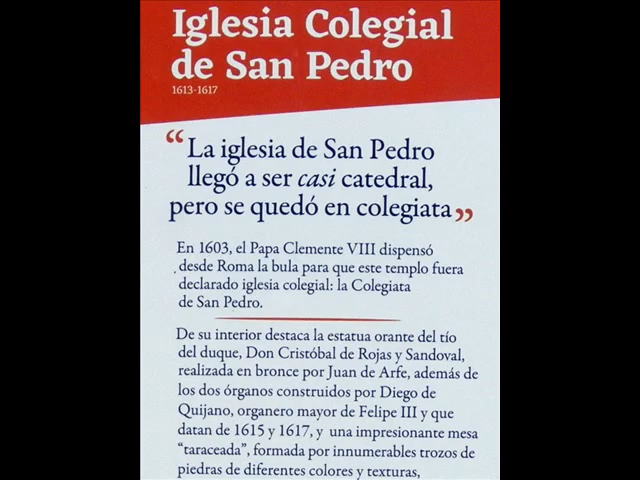 Iglesia Colegial
de San Pedro
1613-1617
“La iglesia de San Pedro
llegó a ser casi catedral,
pero se quedó en colegiata”
En 1603, el Papa Clemente VIII dispensó
desde Roma la bula para que este templo fuera
declarado iglesia colegial: la Colegiata
de San Pedro.
De su interior destaca la estatua orante del tío
del duque, Don Cristóbal de Rojas y Sandoval,
realizada en bronce por Juan de Arfe, además de
los dos órganos construidos por Diego de
Quijano, organero mayor de Felipe III y que
datan de 1615 y 1617, y una impresionante mesa
“taraceada”, formada por innumerables trozos de
piedras de diferentes colores y texturas,